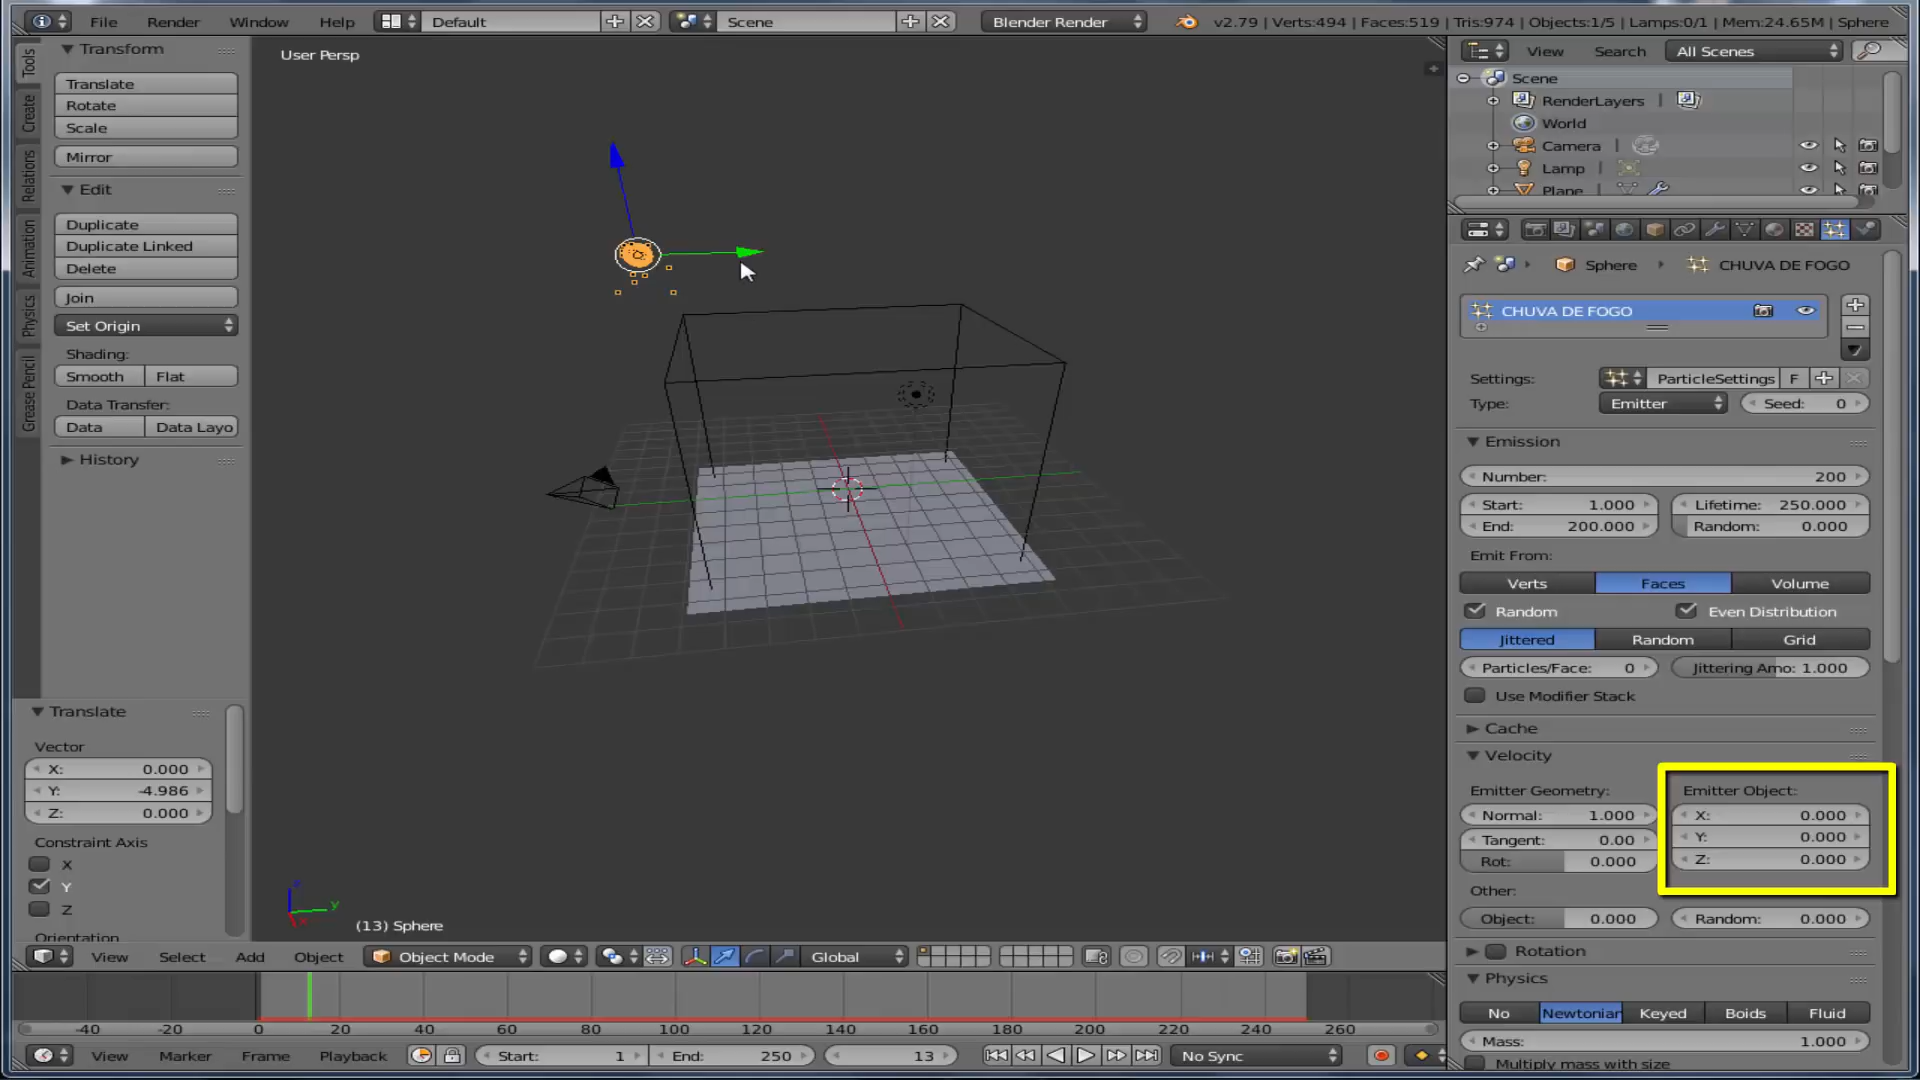 File Render Window Help Default Scene Blender Render v2.79 | Verts:494 | Faces:519 | Tris:974 | Objects:1/5 | Lamps:0/1 | Mem:24.65M | Sphere
Tools
Create
Relations
Animation
Physics
Grease Pencil
Transform
Translate
Rotate
Scale
Mirror
Edit
Duplicate
Duplicate Linked
Delete
Join
Set Origin
Shading:
Smooth Flat
Data Transfer:
Data Data Layo
History
Translate
Vector
X: 0.000
Y: -4.986
Z: 0.000
Constraint Axis
X
Y
Z
Orientation
User Persp
y
(13) Sphere
View Select Add Object Object Mode Global
-40 -20 0 20 40 60 80 100 120 140 160 180 200 220 240 260
View Marker Frame Playback Start: 1 End: 250 13 No Sync
View Search All Scenes
Scene
RenderLayers
World
Camera
Lamp
Plane
Sphere CHUVA DE FOGO
CHUVA DE FOGO
Settings: ParticleSettings F
Type: Emitter Seed: 0
Emission
Number: 200
Start: 1.000 Lifetime: 250.000
End: 200.000 Random: 0.000
Emit From:
Verts Faces Volume
Random Even Distribution
Jittered Random Grid
Particles/Face: 0 Jittering Amo: 1.000
Use Modifier Stack
Cache
Velocity
Emitter Geometry: Emitter Object:
Normal: 1.000 X: 0.000
Tangent: 0.00 Y: 0.000
Rot: 0.000 Z: 0.000
Other:
Object: 0.000 Random: 0.000
Rotation
Physics
No Newtonian Keyed Boids Fluid
Mass: 1.000
Multiply mass with size